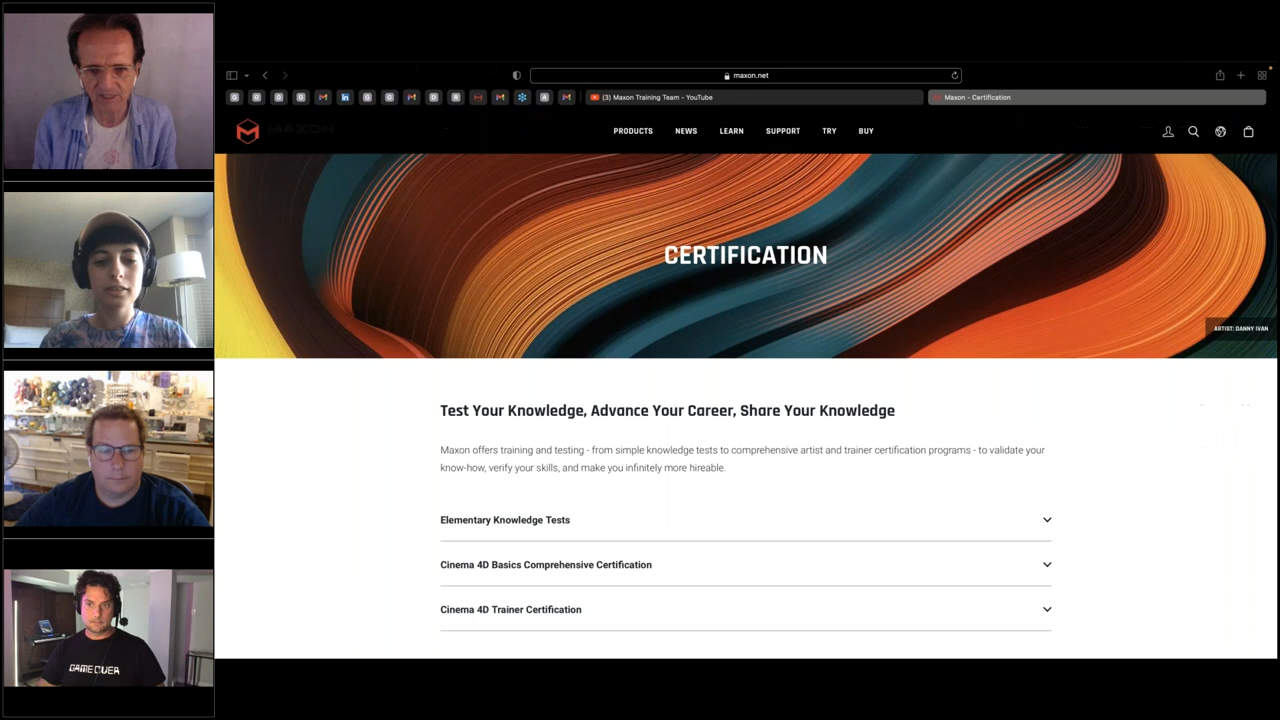 maxon.net
(3) Maxon Training Team - YouTube
Maxon - Certification
MAXON
PRODUCTS
NEWS
LEARN
SUPPORT
TRY
BUY
CERTIFICATION
ARTIST: DANNY IVAN
Test Your Knowledge, Advance Your Career, Share Your Knowledge
Maxon offers training and testing - from simple knowledge tests to comprehensive artist and trainer certification programs - to validate your
know-how, verify your skills, and make you infinitely more hireable.
Elementary Knowledge Tests
Cinema 4D Basics Comprehensive Certification
Cinema 4D Trainer Certification
GAME OVER